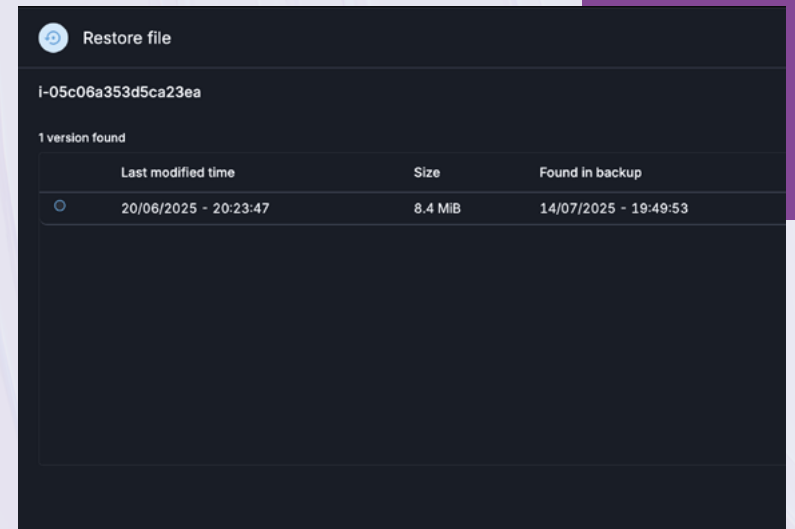 Restore file
i-05c06a353d5ca23ea
1 version found
Last modified time Size Found in backup
20/06/2025 - 20:23:47 8.4 MiB 14/07/2025 - 19:49:53